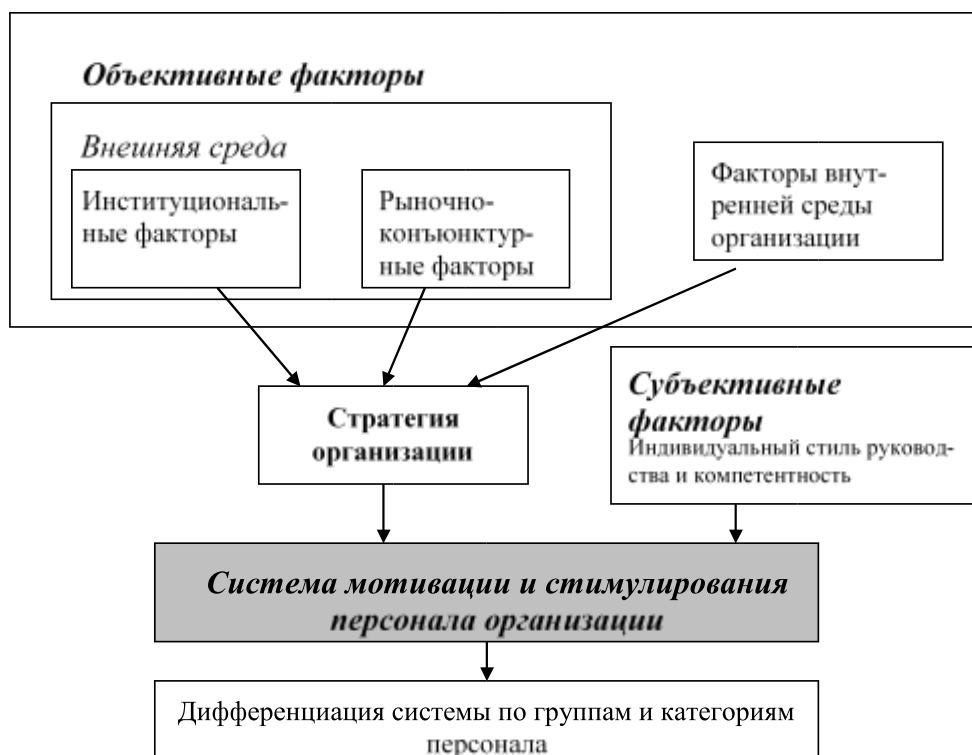 Объективные факторы
Внешняя среда
Институциональ-
ные факторы
Рыночно-
конъюнктур-
ные факторы
Факторы внут-
ренней среды
организации
Стратегия
организации
Субъективные
факторы
Индивидуальный стиль руковод-
ства и компетентность
Система мотивации и стимулирования
персонала организации
Дифференциация системы по группам и категориям
персонала